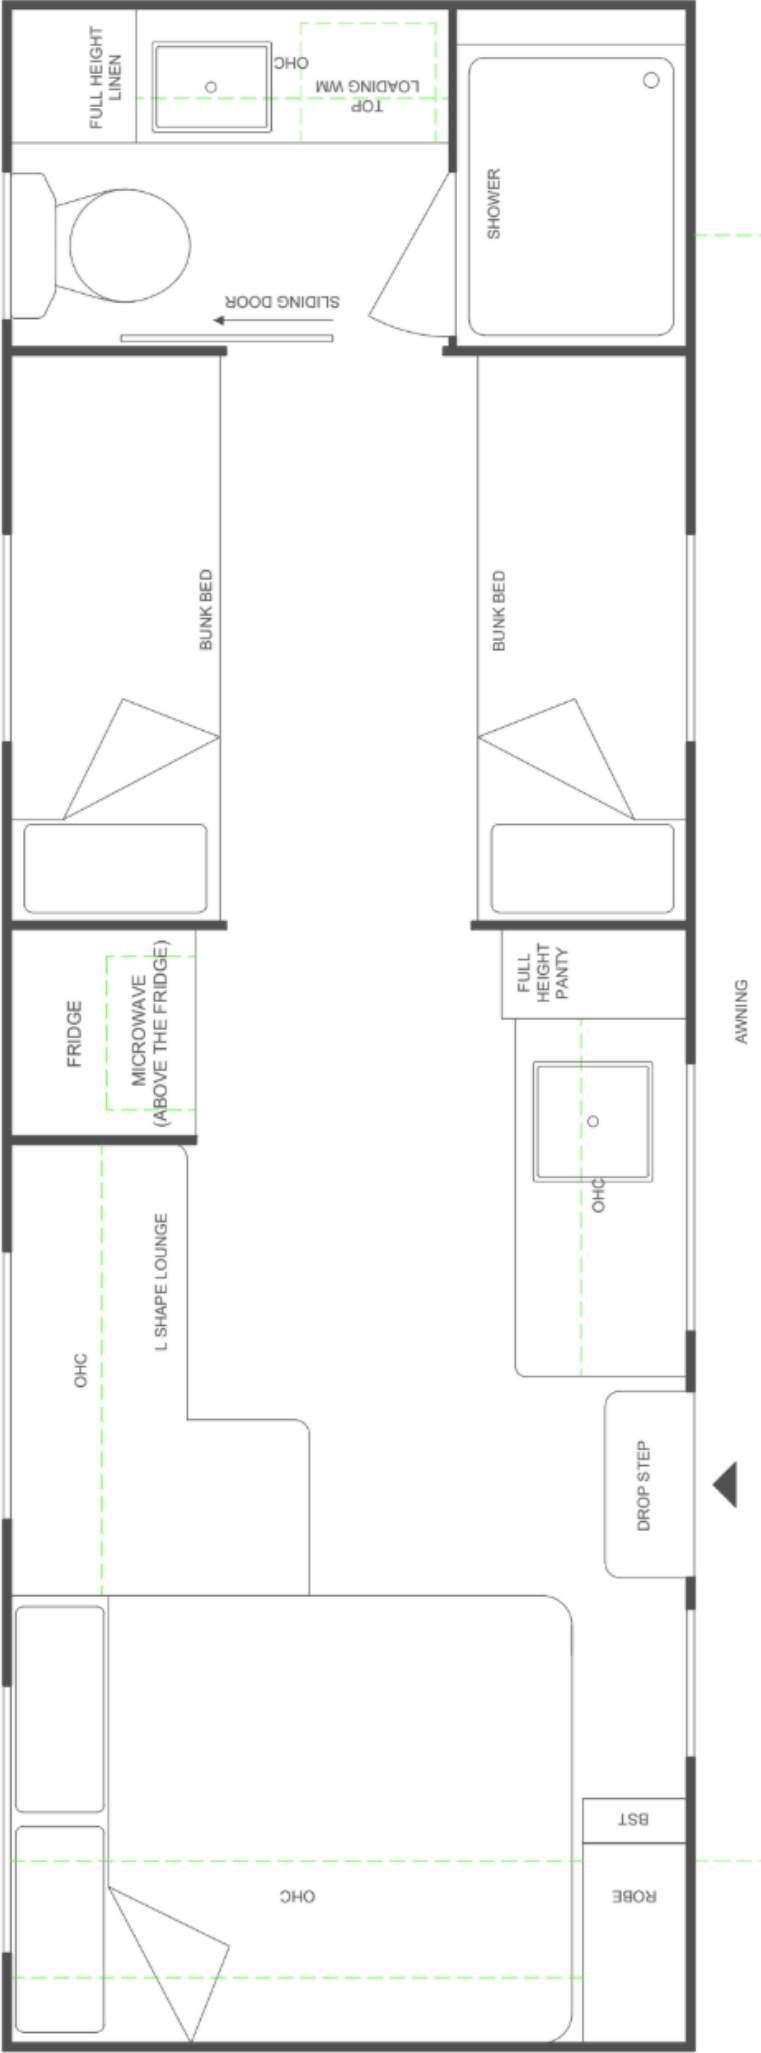 FULL HEIGHT
LINEN
OHC
TOP
LOADING WM
SHOWER
SLIDING DOOR
BUNK BED
BUNK BED
FRIDGE
MICROWAVE
(ABOVE THE FRIDGE)
FULL
HEIGHT
PANTY
AWNING
OHC
L SHAPE LOUNGE
OHC
DROP STEP
BST
OHC
ROBE